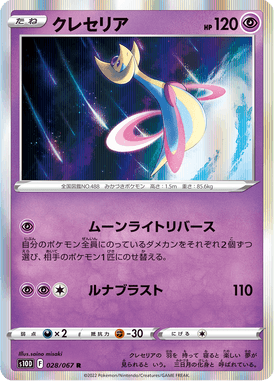 たね クレセリア HP120
全国図鑑NO.488 みかづきポケモン 高さ：1.5m 重さ：85.6kg
ムーンライトリバース
自分のポケモン全員にのっているダメカンをそれぞれ2個ずつ
選び、相手のポケモン1匹にのせ替える。
ルナブラスト 110
弱点 ×2 抵抗力 -30 にげる
Illus. saino misaki
s10D F 028/067 R
クレセリアの 羽を 持って 寝ると 楽しい 夢が
見られるという。 三日月の化身と 呼ばれている。
©2022 Pokémon/Nintendo/Creatures/GAME FREAK.